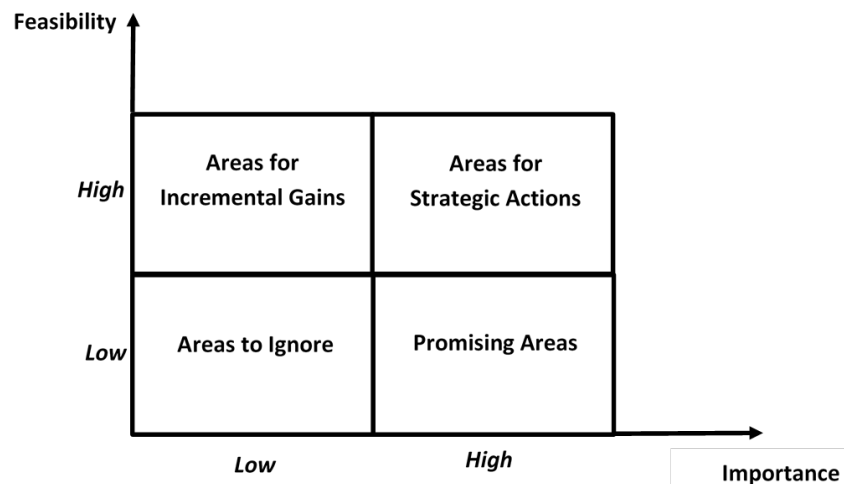 Feasibility
Areas for
Incremental Gains
Areas for
Strategic Actions
High
Areas to Ignore
Promising Areas
Low
Low
High
Importance